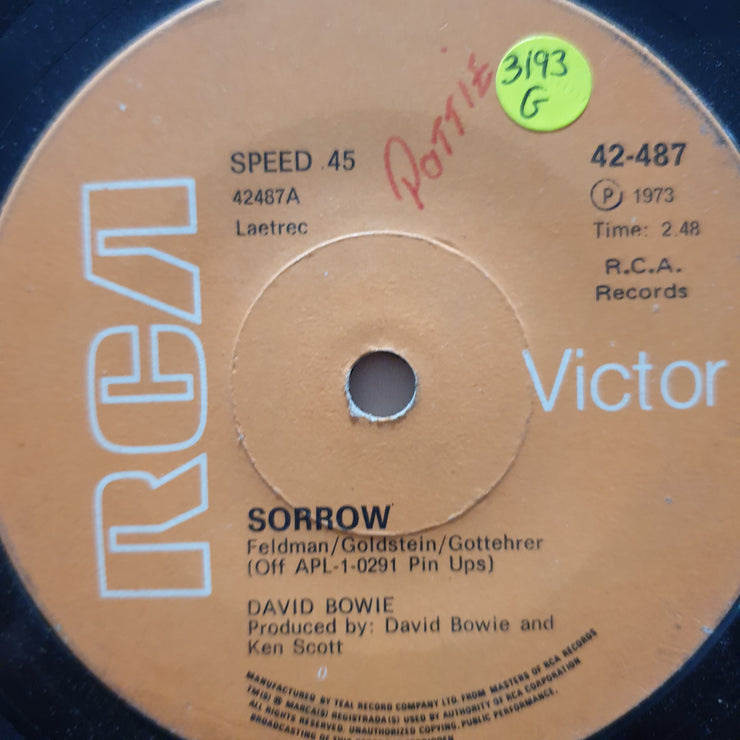 3193
G
POTTIE
SPEED .45
42487A
Laetrec
42-487
Ⓟ 1973
Time: 2.48
R.C.A.
Records
RCA
Victor
SORROW
Feldman/Goldstein/Gottehrer
(Off APL-1-0291 Pin Ups)
DAVID BOWIE
Produced by: David Bowie and
Ken Scott
MANUFACTURED BY TEAL RECORD COMPANY LTD. FROM MASTERS OF RCA RECORDS
TM(S) ® MARCA(S) REGISTRADA(S) USED BY AUTHORITY OF RCA CORPORATION
ALL RIGHTS RESERVED. UNAUTHORIZED COPYING, PUBLIC PERFORMANCE,
BROADCASTING OF THIS